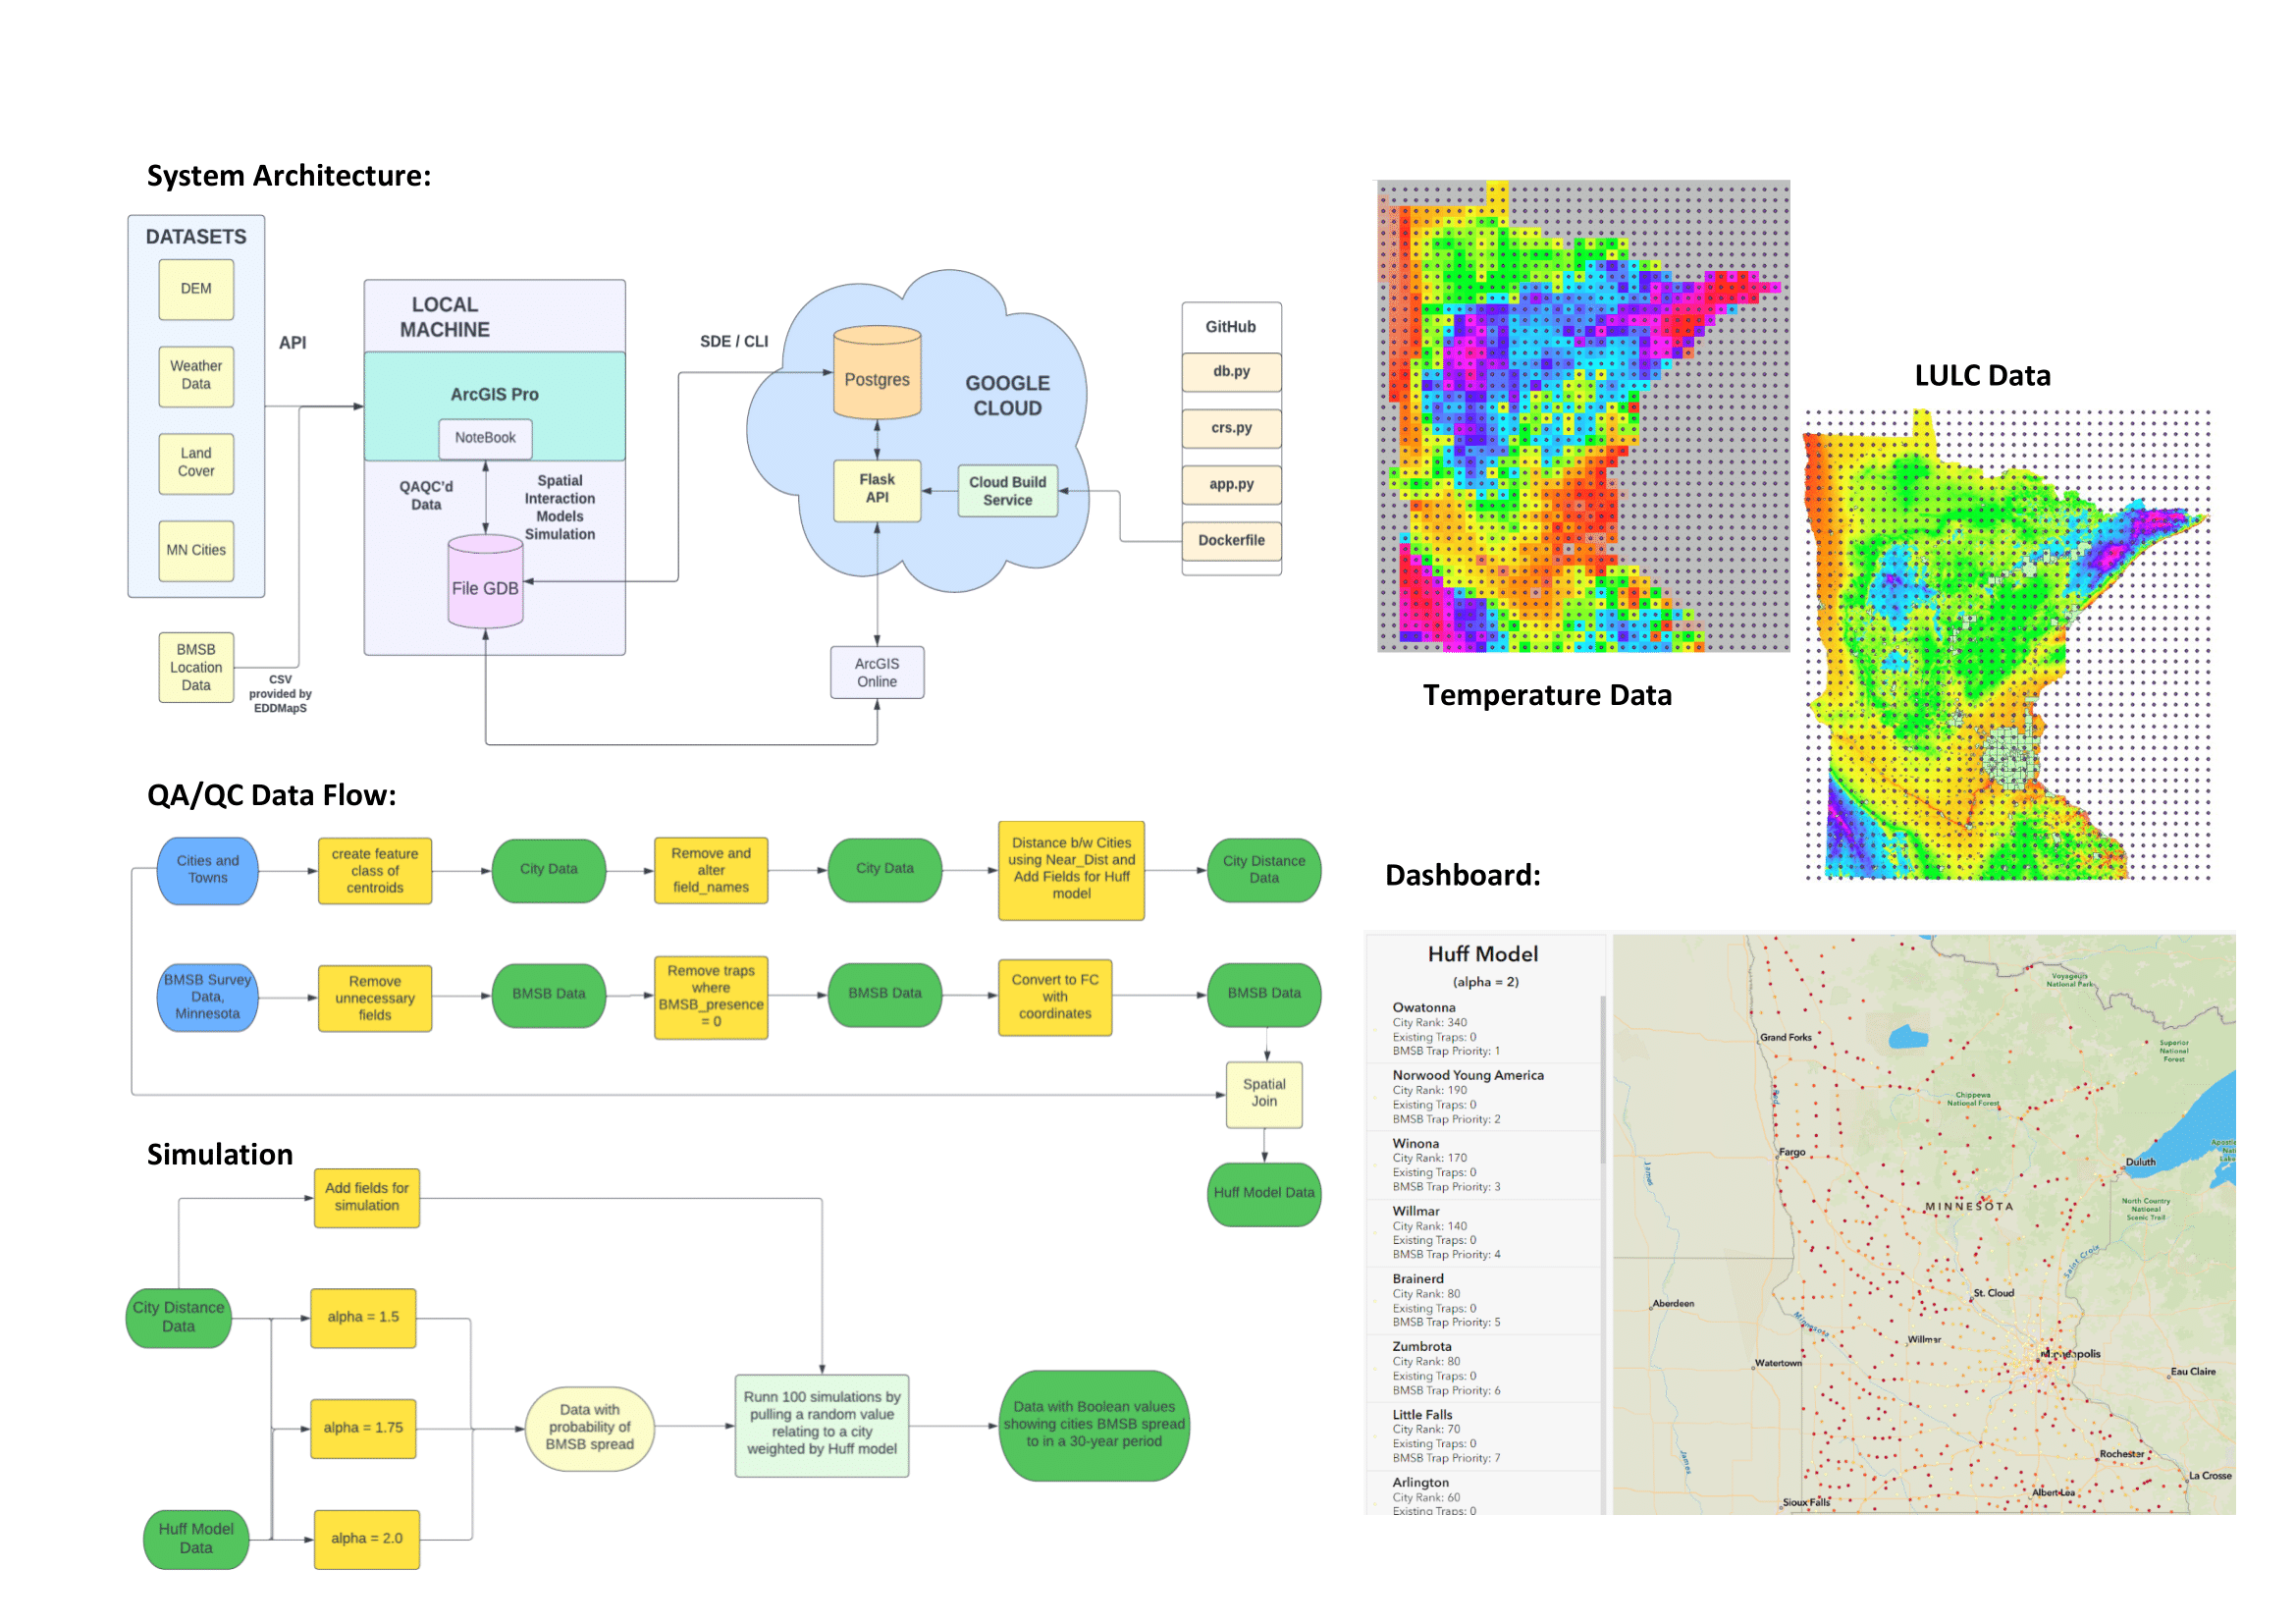 System Architecture:
DATASETS
DEM
Weather
Data
Land
Cover
MN Cities
BMSB
Location
Data
API
CSV
provided by
EDDMapS
LOCAL
MACHINE
ArcGIS Pro
NoteBook
QAQC'd
Data
Spatial
Interaction
Models
Simulation
File GDB
SDE / CLI
Postgres
GOOGLE
CLOUD
Flask
API
Cloud Build
Service
ArcGIS
Online
GitHub
db.py
crs.py
app.py
Dockerfile
Temperature Data
LULC Data
QA/QC Data Flow:
Cities and
Towns
create feature
class of
centroids
City Data
Remove and
alter
field_names
City Data
Distance b/w Cities
using Near_Dist and
Add Fields for Huff
model
City Distance
Data
BMSB Survey
Data,
Minnesota
Remove
unnecessary
fields
BMSB Data
Remove traps
where
BMSB_presence
= 0
BMSB Data
Convert to FC
with
coordinates
BMSB Data
Spatial
Join
Huff Model Data
Simulation
Add fields for
simulation
City Distance
Data
alpha = 1.5
alpha = 1.75
Huff Model
Data
alpha = 2.0
Data with
probability of
BMSB spread
Runn 100 simulations by
pulling a random value
relating to a city
weighted by Huff model
Data with Boolean values
showing cities BMSB spread
to in a 30-year period
Dashboard:
Huff Model
(alpha = 2)
Owatonna
City Rank: 340
Existing Traps: 0
BMSB Trap Priority: 1
Norwood Young America
City Rank: 190
Existing Traps: 0
BMSB Trap Priority: 2
Winona
City Rank: 170
Existing Traps: 0
BMSB Trap Priority: 3
Willmar
City Rank: 140
Existing Traps: 0
BMSB Trap Priority: 4
Brainerd
City Rank: 80
Existing Traps: 0
BMSB Trap Priority: 5
Zumbrota
City Rank: 80
Existing Traps: 0
BMSB Trap Priority: 6
Little Falls
City Rank: 70
Existing Traps: 0
BMSB Trap Priority: 7
Arlington
City Rank: 60
Existing Traps: 0
Voyageurs
National Park
Grand Forks
Superior
National
Forest
Red
Chippewa
National Forest
Fargo
Duluth
James
MINNESOTA
North Country
National
Scenic Trail
Saint Croix
St. Cloud
Aberdeen
Minnesota
Willmar
Watertown
Minneapolis
Eau Claire
Rochester
James
La Crosse
Albert Lea
Sioux Falls